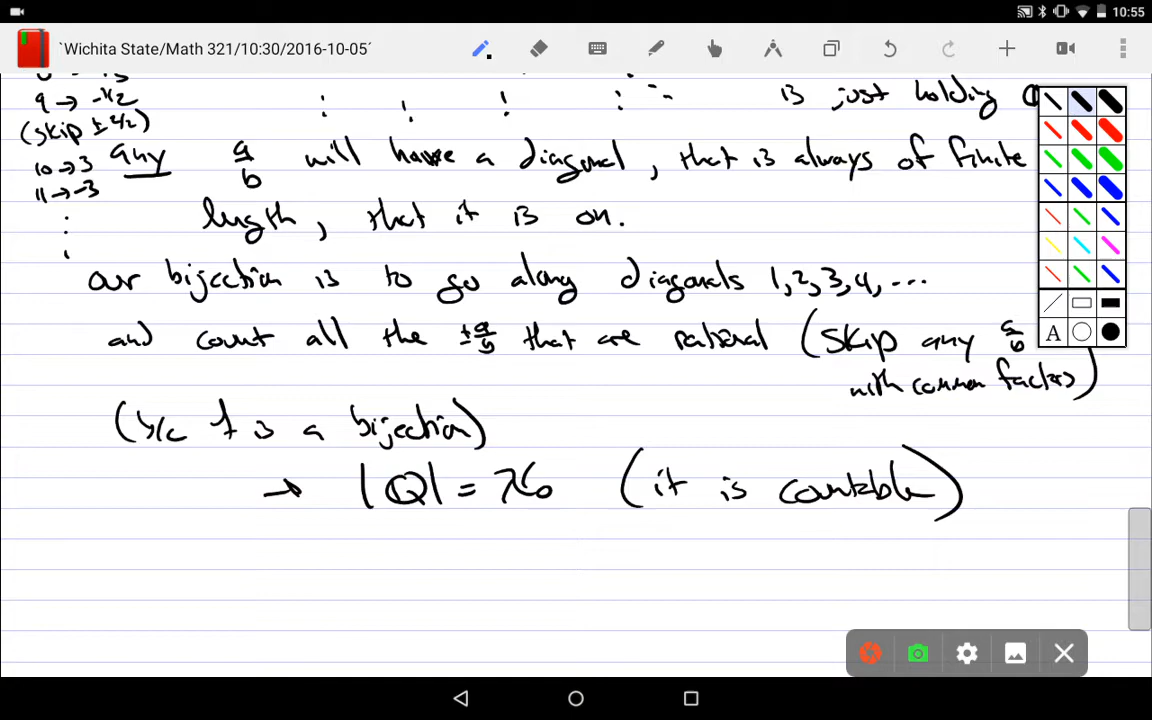 10:55
`Wichita State/Math 321/10:30/2016-10-05´
9 → -1/2
is just holding
(skip ± 2/2)
10 → 3
11 → -3
any a/b will have a diagonal, that is always of finite
length, that it is on.
our bijection is to go along diagonals 1,2,3,4,...
and count all the ± a/b that are rational (skip any a/b
with common factors)
(b/c f is a bijection)
→ |Q| = ℵ0 (it is countable)
A